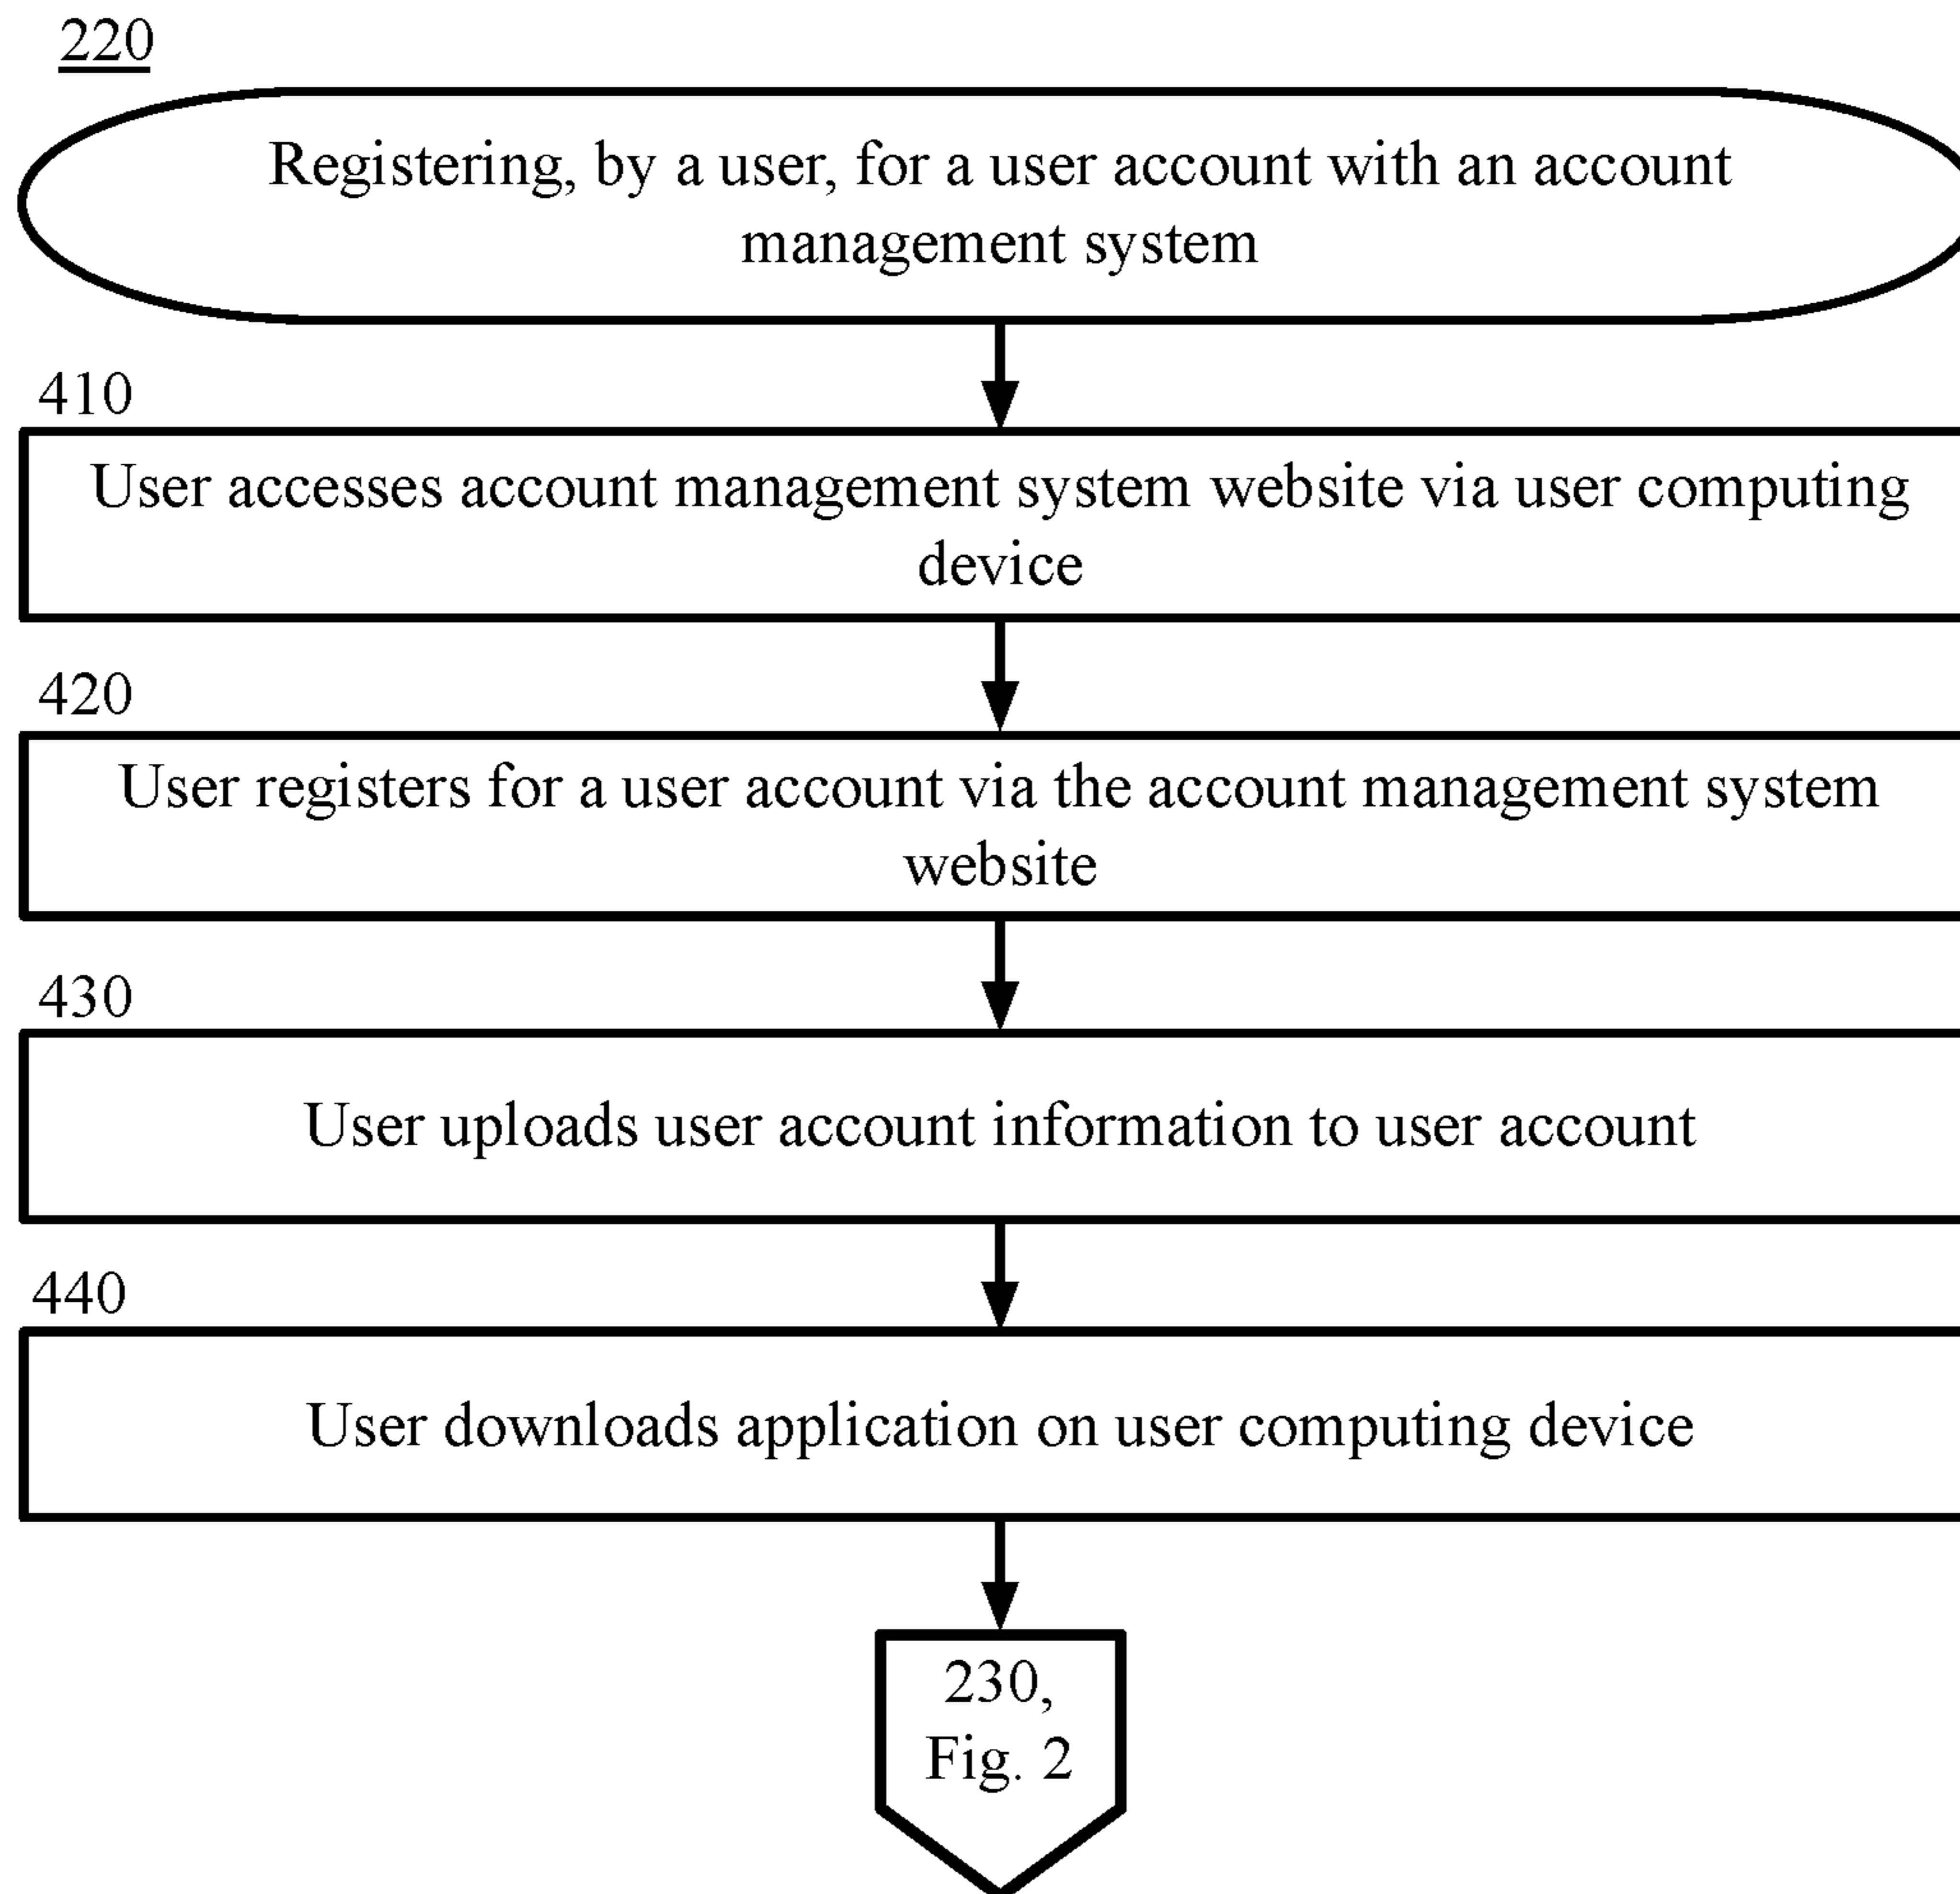 220
Registering, by a user, for a user account with an account
management system
410
User accesses account management system website via user computing
device
420
User registers for a user account via the account management system
website
430
User uploads user account information to user account
440
User downloads application on user computing device
230,
Fig. 2